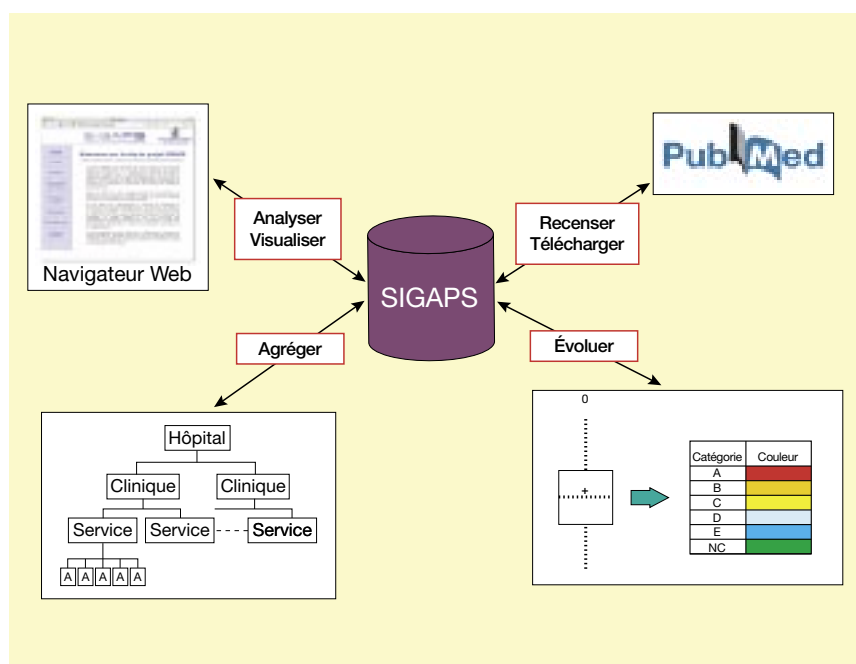 Navigateur Web
Analyser
Visualiser
SIGAPS
Recenser
Télécharger
PubMed
Agréger
Évoluer
Hôpital
Clinique Clinique
Service Service Service
A A A A A
0
+
Catégorie Couleur
A
B
C
D
E
NC